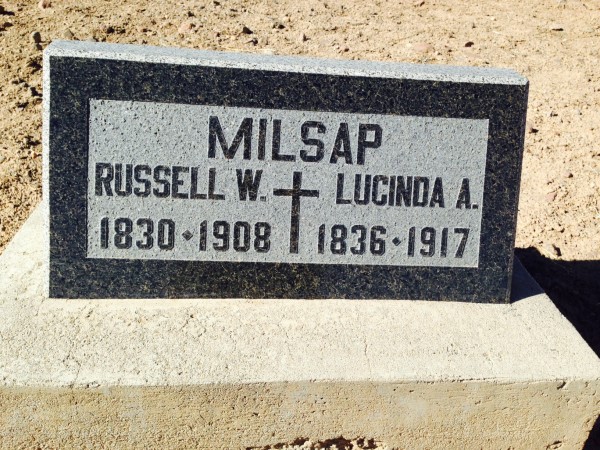 MILSAP
RUSSELL W. LUCINDA A.
1830 · 1908 1836 · 1917